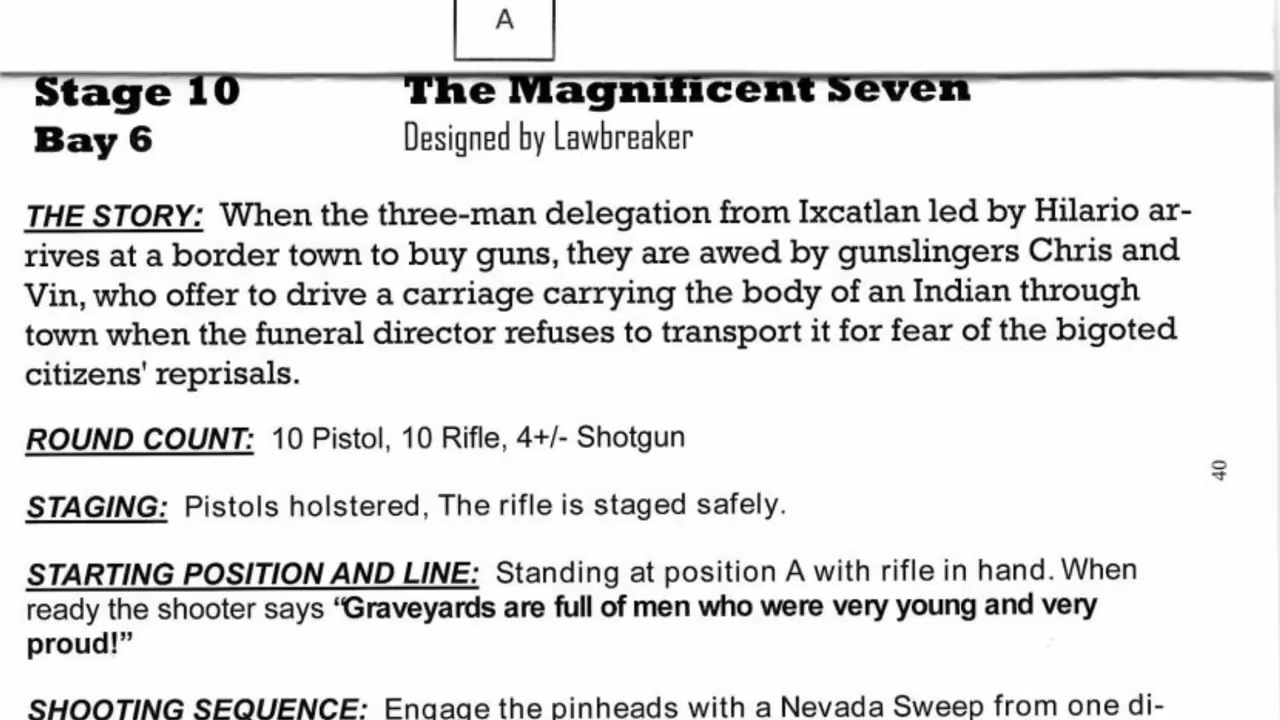 A
Stage 10
The Magnificent Seven
Bay 6
Designed by Lawbreaker
THE STORY: When the three-man delegation from Ixcatlan led by Hilario ar-
rives at a border town to buy guns, they are awed by gunslingers Chris and
Vin, who offer to drive a carriage carrying the body of an Indian through
town when the funeral director refuses to transport it for fear of the bigoted
citizens' reprisals.
ROUND COUNT: 10 Pistol, 10 Rifle, 4+/- Shotgun
40
STAGING: Pistols holstered, The rifle is staged safely.
STARTING POSITION AND LINE: Standing at position A with rifle in hand. When
ready the shooter says “Graveyards are full of men who were very young and very
proud!”
SHOOTING SEQUENCE: Engage the pinheads with a Nevada Sweep from one di-